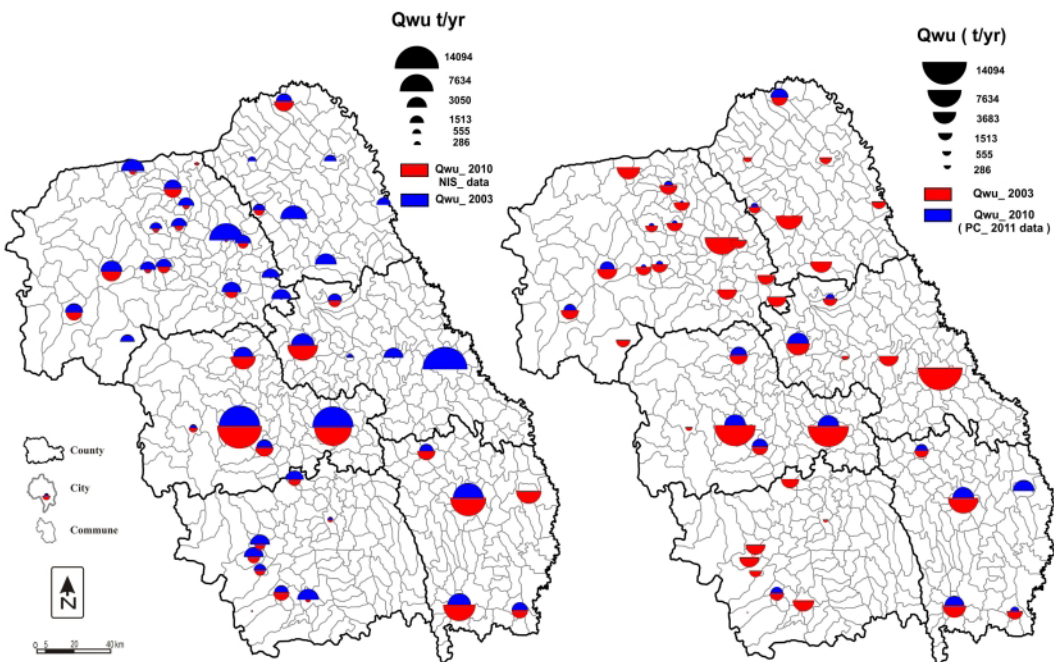 Qwu t/yr
14094
7634
3050
1513
555
286
Qwu_ 2010
NIS_ data
Qwu_ 2003
Qwu ( t/yr)
14094
7634
3683
1513
555
286
Qwu_ 2003
Qwu_ 2010
( PC_ 2011 data )
County
City
Commune
N
0 5 20 40 km